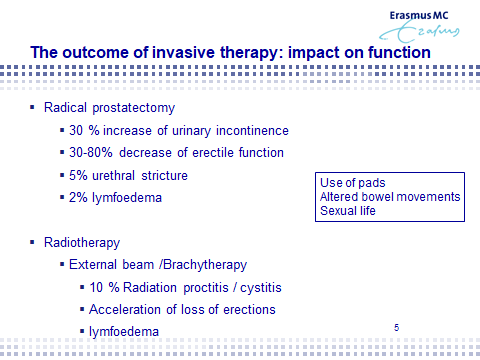 Erasmus MC
Erasmus
The outcome of invasive therapy: impact on function
Radical prostatectomy
30 % increase of urinary incontinence
30-80% decrease of erectile function
5% urethral stricture
2% lymfoedema
Use of pads
Altered bowel movements
Sexual life
Radiotherapy
External beam /Brachytherapy
10 % Radiation proctitis / cystitis
Acceleration of loss of erections
lymfoedema
5